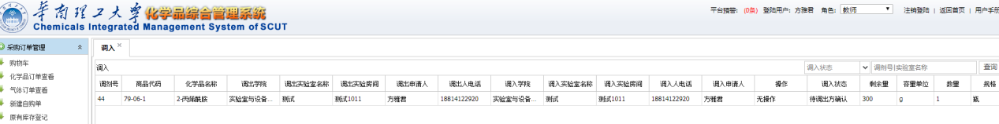 华南理工大学化学品综合管理系统
Chemicals Integrated Management System of SCUT
平台预警: (0条) 登陆用户: 方雅君 角色: 教师 注销登陆 | 返回首页 | 用户手册
采购订单管理
购物车
化学品订单查看
气体订单查看
新建自购单
原有库存登记
调入
调入 调入状态 调剂号|实验室名称 查询
调剂号 商品代码 化学品名称 调出学院 调出实验室名称 调出实验房间 调出申请人 调出人电话 调入学院 调入实验室名称 调入实验房间 调入人电话 调入申请人 操作 调入状态 剩余量 容量单位 数量 规格
44 79-06-1 2-丙烯酰胺 实验室与设备... 测试 测试1011 方雅君 18814122920 实验室与设备... 测试 测试1011 18814122920 方雅君 无操作 待调出方确认 300 g 1 瓶